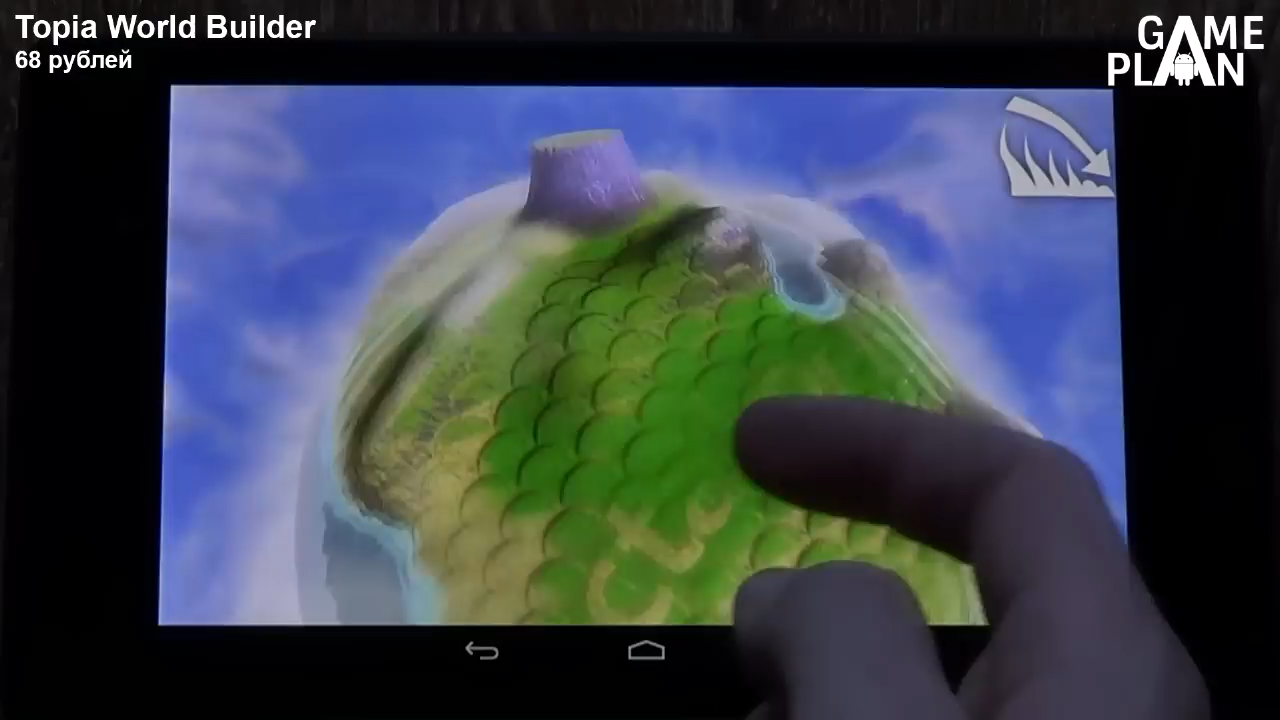 Topia World Builder
68 рублей
GAME
PLAN